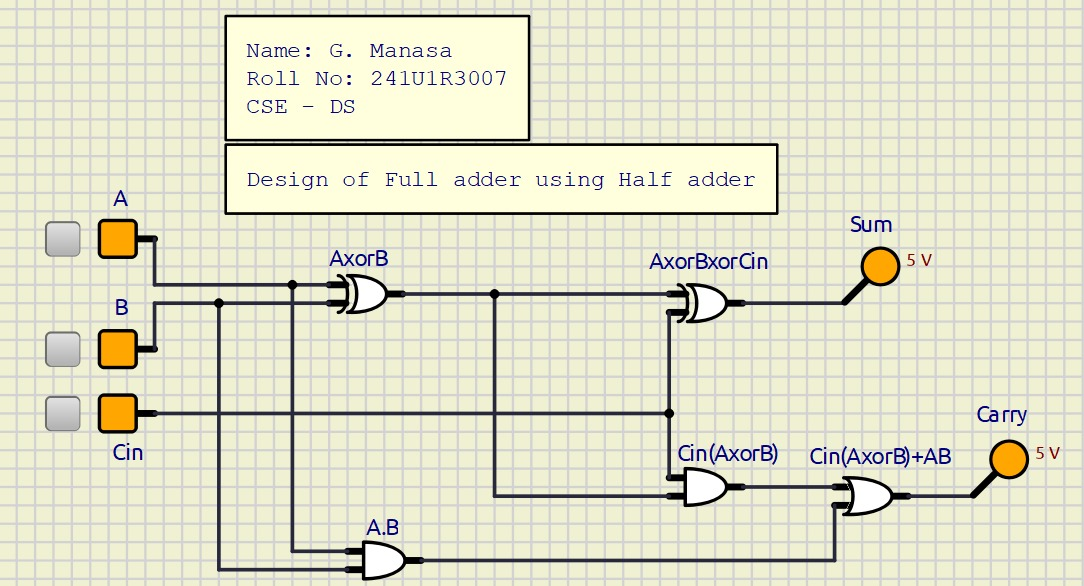 Name: G. Manasa
Roll No: 241U1R3007
CSE - DS
Design of Full adder using Half adder
A
Sum
5 V
AxorB
AxorBxorCin
B
Carry
5 V
Cin
Cin(AxorB)
Cin(AxorB)+AB
A.B